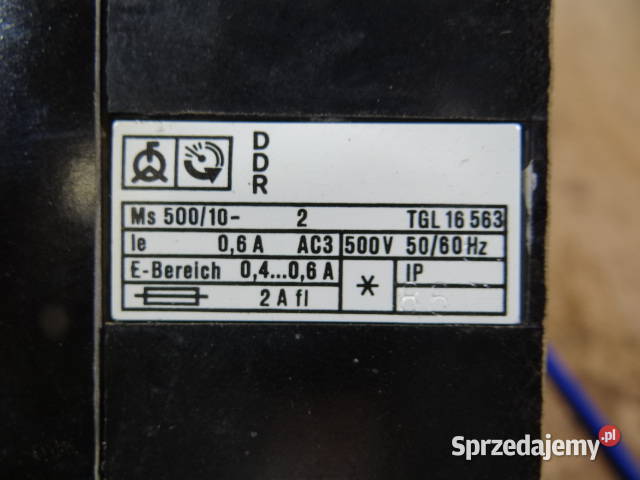 D
D
R
Ms 500/10- 2 TGL 16 563
Ie 0,6 A AC3 500V 50/60 Hz
E-Bereich 0,4...0,6 A IP
2 A fl
Sprzedajemy.pl